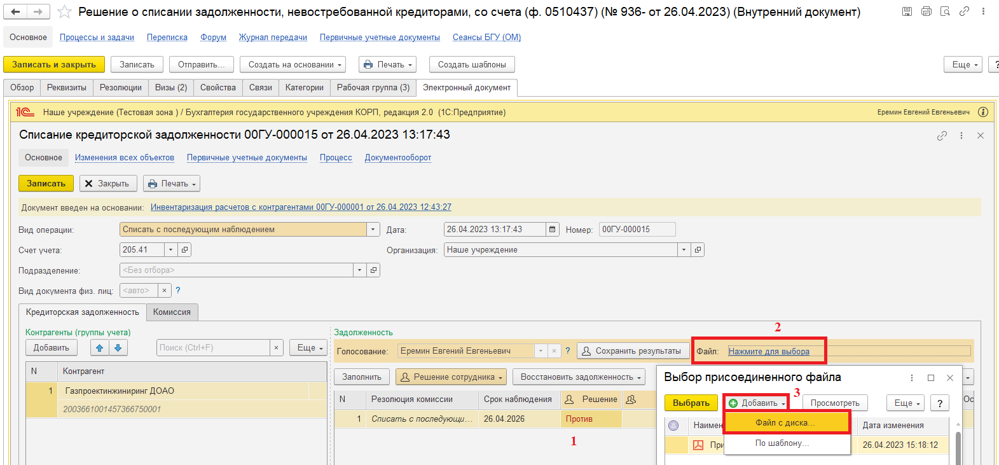 Решение о списании задолженности, невостребованной кредиторами, со счета (ф. 0510437) (№ 936- от 26.04.2023) (Внутренний документ)
Основное Процессы и задачи Переписка Форум Журнал передачи Первичные учетные документы Сеансы БГУ (ОМ)
Записать и закрыть Записать Отправить... Создать на основании Печать Создать шаблоны Еще ?
Обзор Реквизиты Резолюции Визы (2) Свойства Связи Категории Рабочая группа (3) Электронный документ
1С Наше учреждение (Тестовая зона ) / Бухгалтерия государственного учреждения КОРП, редакция 2.0 (1С:Предприятие) Еремин Евгений Евгеньевич
Списание кредиторской задолженности 00ГУ-000015 от 26.04.2023 13:17:43
Основное Изменения всех объектов Первичные учетные документы Процесс Документооборот
Записать Закрыть Печать
Документ введен на основании: Инвентаризация расчетов с контрагентами 00ГУ-000001 от 26.04.2023 12:43:27
Вид операции: Списать с последующим наблюдением Дата: 26.04.2023 13:17:43 Номер: 00ГУ-000015
Счет учета: 205.41 Организация: Наше учреждение
Подразделение: <Без отбора>
Вид документа физ. лиц: <авто> × ?
Кредиторская задолженность Комиссия
Контрагенты (группы учета) Задолженность 2
Добавить Поиск (Ctrl+F) × Еще Голосование: Еремин Евгений Евгеньевич × ? Сохранить результаты Файл: Нажмите для выбора
N Контрагент Заполнить Решение сотрудника Восстановить задолженность Выбор присоединенного файла
1 Газпроектинжиниринг ДОАО N Резолюция комиссии Срок наблюдения Решение Ос
3
Выбрать Добавить Просмотреть Еще ?
2003661001457366750001 1 Списать с последующи... 26.04.2026 Против
Наимен Файл с диска... Дата изменения
1 При По шаблону... 26.04.2023 15:18:12